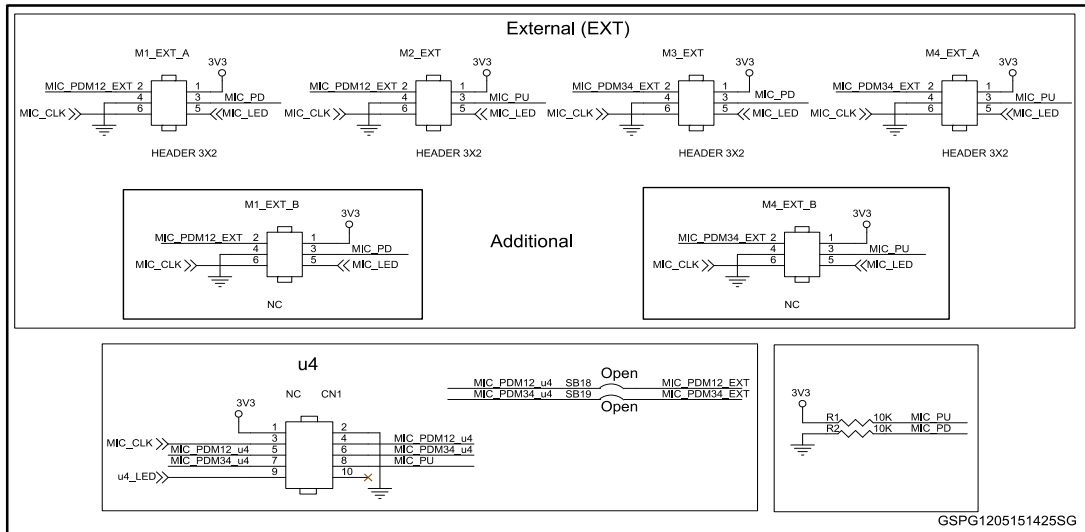 External (EXT)
M1_EXT_A M2_EXT M3_EXT M4_EXT_A
3V3 3V3 3V3 3V3
MIC_PDM12_EXT 2 1 MIC_PDM12_EXT 2 1 MIC_PDM34_EXT 2 1 MIC_PDM34_EXT 2 1
4 3 MIC_PD 4 3 MIC_PU 4 3 MIC_PD 4 3 MIC_PU
MIC_CLK 6 5 MIC_LED MIC_CLK 6 5 MIC_LED MIC_CLK 6 5 MIC_LED MIC_CLK 6 5 MIC_LED
HEADER 3X2 HEADER 3X2 HEADER 3X2 HEADER 3X2
M1_EXT_B M4_EXT_B
3V3 3V3
MIC_PDM12_EXT 2 1 Additional MIC_PDM34_EXT 2 1
4 3 MIC_PD 4 3 MIC_PU
MIC_CLK 6 5 MIC_LED MIC_CLK 6 5 MIC_LED
NC NC
u4
NC CN1
3V3
1 2
MIC_CLK 3 4 MIC_PDM12_u4
MIC_PDM12_u4 5 6 MIC_PDM34_u4
MIC_PDM34_u4 7 8 MIC_PU
u4_LED 9 10
Open
MIC_PDM12_u4 SB18 MIC_PDM12_EXT
MIC_PDM34_u4 SB19 MIC_PDM34_EXT
Open
3V3
R1 10K MIC_PU
R2 10K MIC_PD
GSPG1205151425SG